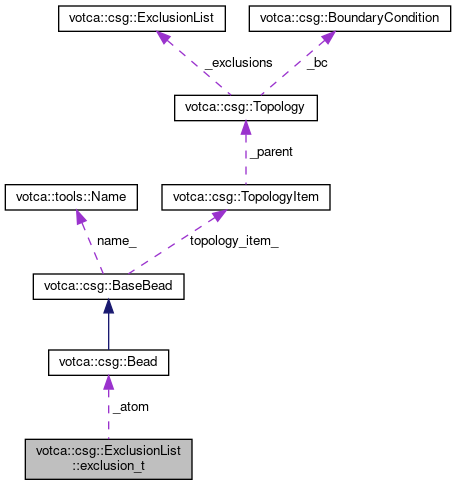 votca::csg::ExclusionList
votca::csg::BoundaryCondition
_exclusions
_bc
votca::csg::Topology
_parent
votca::tools::Name
votca::csg::TopologyItem
name_
topology_item_
votca::csg::BaseBead
votca::csg::Bead
_atom
votca::csg::ExclusionList
::exclusion_t